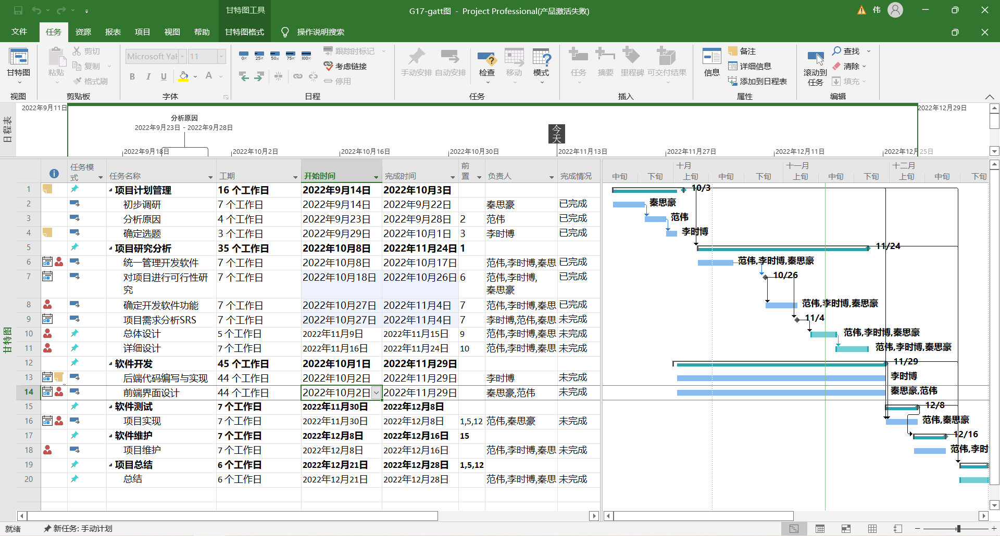 甘特图工具
G17-gatt图 - Project Professional(产品激活失败)
伟
文件 任务 资源 报表 项目 视图 帮助 甘特图格式 操作说明搜索
甘特图
视图
粘贴
剪切
复制
格式刷
剪贴板
Microsoft Yal 11
B I U A
字体
0% 25% 50% 75% 100%
跟踪时标记
考虑链接
停用
日程
手动安排 自动安排 检查 移动 模式
任务
任务 摘要 里程碑 可交付结果
插入
信息
备注
详细信息
添加到日程表
属性
滚动到任务
查找
清除
填充
编辑
日程表
2022年9月11日
2022年12月29日
分析原因
2022年9月23日 - 2022年9月28日
今天
2022年9月18日 2022年10月2日 2022年10月16日 2022年10月30日 2022年11月13日 2022年11月27日 2022年12月11日 2022年12月25日
甘特图
任务模式 任务名称 工期 开始时间 完成时间 前置 负责人 完成情况
十月 十一月 十二月
中旬 下旬 上旬 中旬 下旬 上旬 中旬 下旬 上旬 中旬 下旬
1 项目计划管理 16 个工作日 2022年9月14日 2022年10月3日 10/3
2 初步调研 7 个工作日 2022年9月14日 2022年9月22日 秦思豪 已完成 秦思豪
3 分析原因 4 个工作日 2022年9月23日 2022年9月28日 2 范伟 已完成 范伟
4 确定选题 3 个工作日 2022年9月29日 2022年10月1日 3 李时博 已完成 李时博
5 项目研究分析 35 个工作日 2022年10月8日 2022年11月24日 1 11/24
6 统一管理开发软件 7 个工作日 2022年10月8日 2022年10月17日 范伟,李时博,秦思 已完成 范伟,李时博,秦思豪
7 对项目进行可行性研究 7 个工作日 2022年10月18日 2022年10月26日 6 范伟,李时博,秦思豪 已完成 10/26
8 确定开发软件功能 7 个工作日 2022年10月27日 2022年11月4日 7 范伟,李时博,秦思 已完成 范伟,李时博,秦思豪
9 项目需求分析SRS 7 个工作日 2022年10月27日 2022年11月4日 7 李时博,范伟,秦思 未完成 11/4
10 总体设计 5 个工作日 2022年11月9日 2022年11月15日 9 范伟,李时博,秦思 未完成 范伟,李时博,秦思豪
11 详细设计 7 个工作日 2022年11月16日 2022年11月24日 10 范伟,李时博,秦思 未完成 范伟,李时博,秦思豪
12 软件开发 45 个工作日 2022年10月1日 2022年11月29日 11/29
13 后端代码编写与实现 44 个工作日 2022年10月2日 2022年11月29日 李时博 未完成 李时博
14 前端界面设计 44 个工作日 2022年10月2日 2022年11月29日 秦思豪,范伟 未完成 秦思豪,范伟
15 软件测试 7 个工作日 2022年11月30日 2022年12月8日 12/8
16 项目实现 7 个工作日 2022年11月30日 2022年12月8日 1,5,12 范伟,秦思豪 未完成 范伟,秦思豪
17 软件维护 7 个工作日 2022年12月8日 2022年12月16日 15 12/16
18 项目维护 7 个工作日 2022年12月8日 2022年12月16日 范伟,李时博,秦思 未完成 范伟,李时
19 项目总结 6 个工作日 2022年12月21日 2022年12月28日 1,5,12
20 总结 6 个工作日 2022年12月21日 2022年12月28日 范伟,李时博,秦思 未完成
就绪 新任务: 手动计划